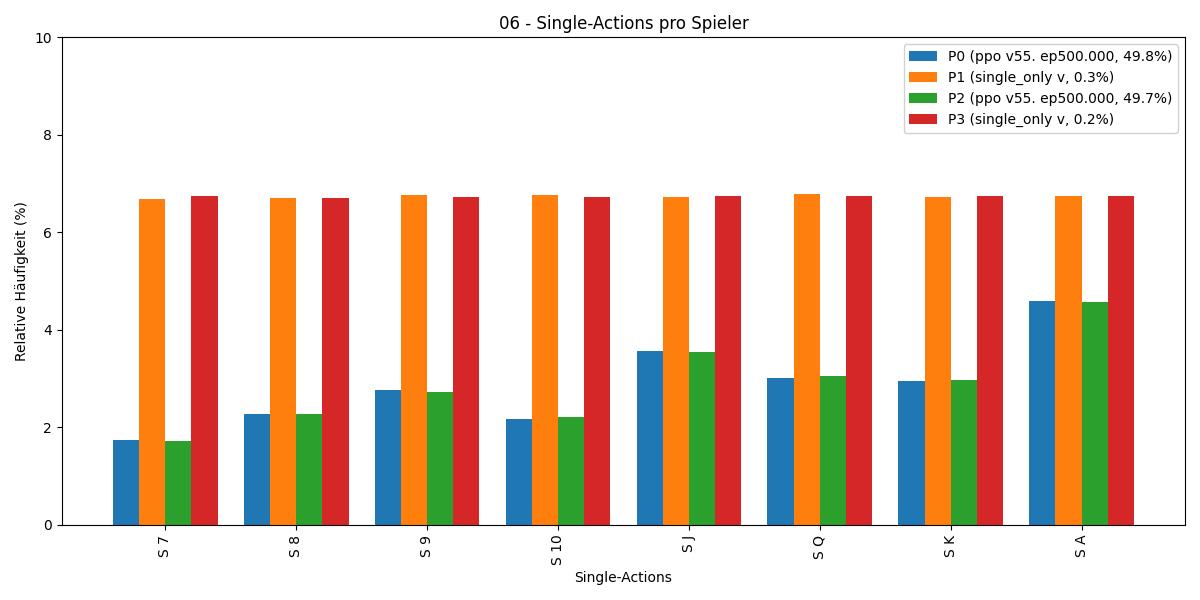 06 - Single-Actions pro Spieler
P0 (ppo v55. ep500.000, 49.8%)
P1 (single_only v, 0.3%)
P2 (ppo v55. ep500.000, 49.7%)
P3 (single_only v, 0.2%)
Relative Häufigkeit (%)
10
8
6
4
2
0
S 7
S 8
S 9
S 10
S J
S Q
S K
S A
Single-Actions